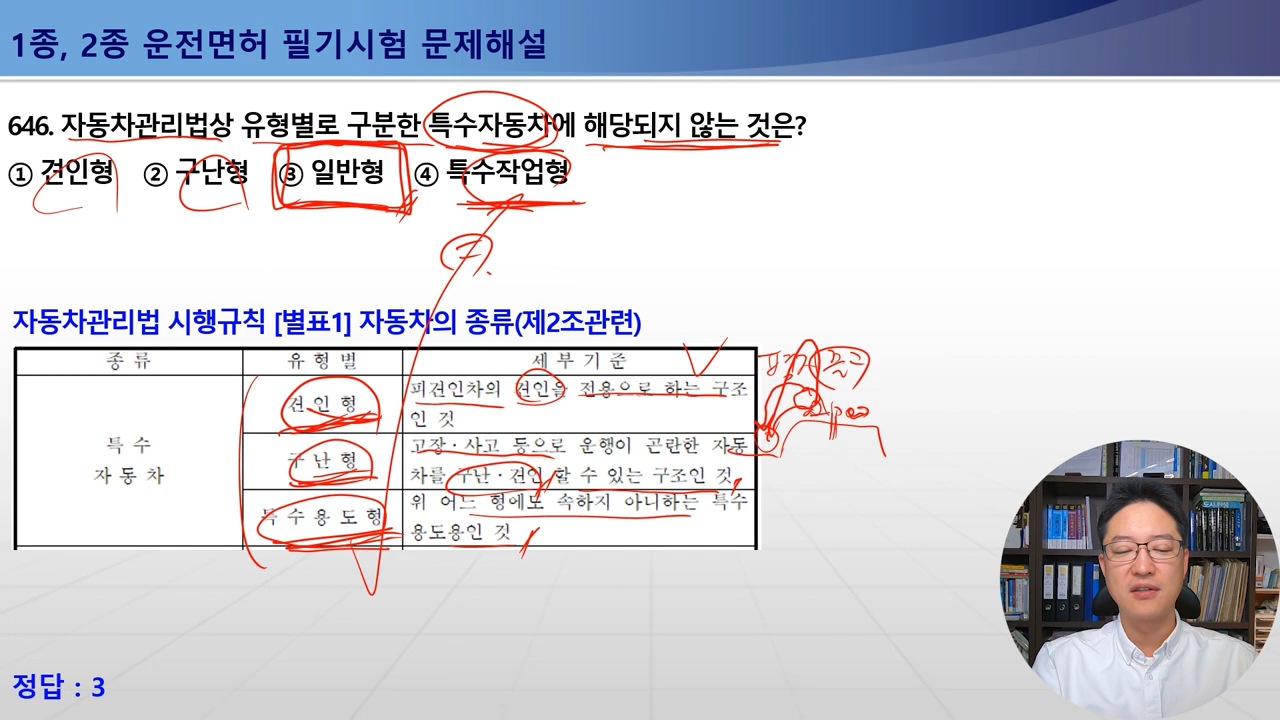 1종, 2종 운전면허 필기시험 문제해설
646. 자동차관리법상 유형별로 구분한 특수자동차에 해당되지 않는 것은?
① 견인형 ② 구난형 ③ 일반형 ④ 특수작업형
자동차관리법 시행규칙 [별표1] 자동차의 종류(제2조관련)
종 류 유 형 별 세 부 기 준
특 수
자 동 차
견 인 형
피견인차의 견인을 전용으로 하는 구조
인 것
구 난 형
고장·사고 등으로 운행이 곤란한 자동
차를 구난·견인 할 수 있는 구조인 것
특 수 용 도 형
위 어느 형에도 속하지 아니하는 특수
용도용인 것
정답 : 3